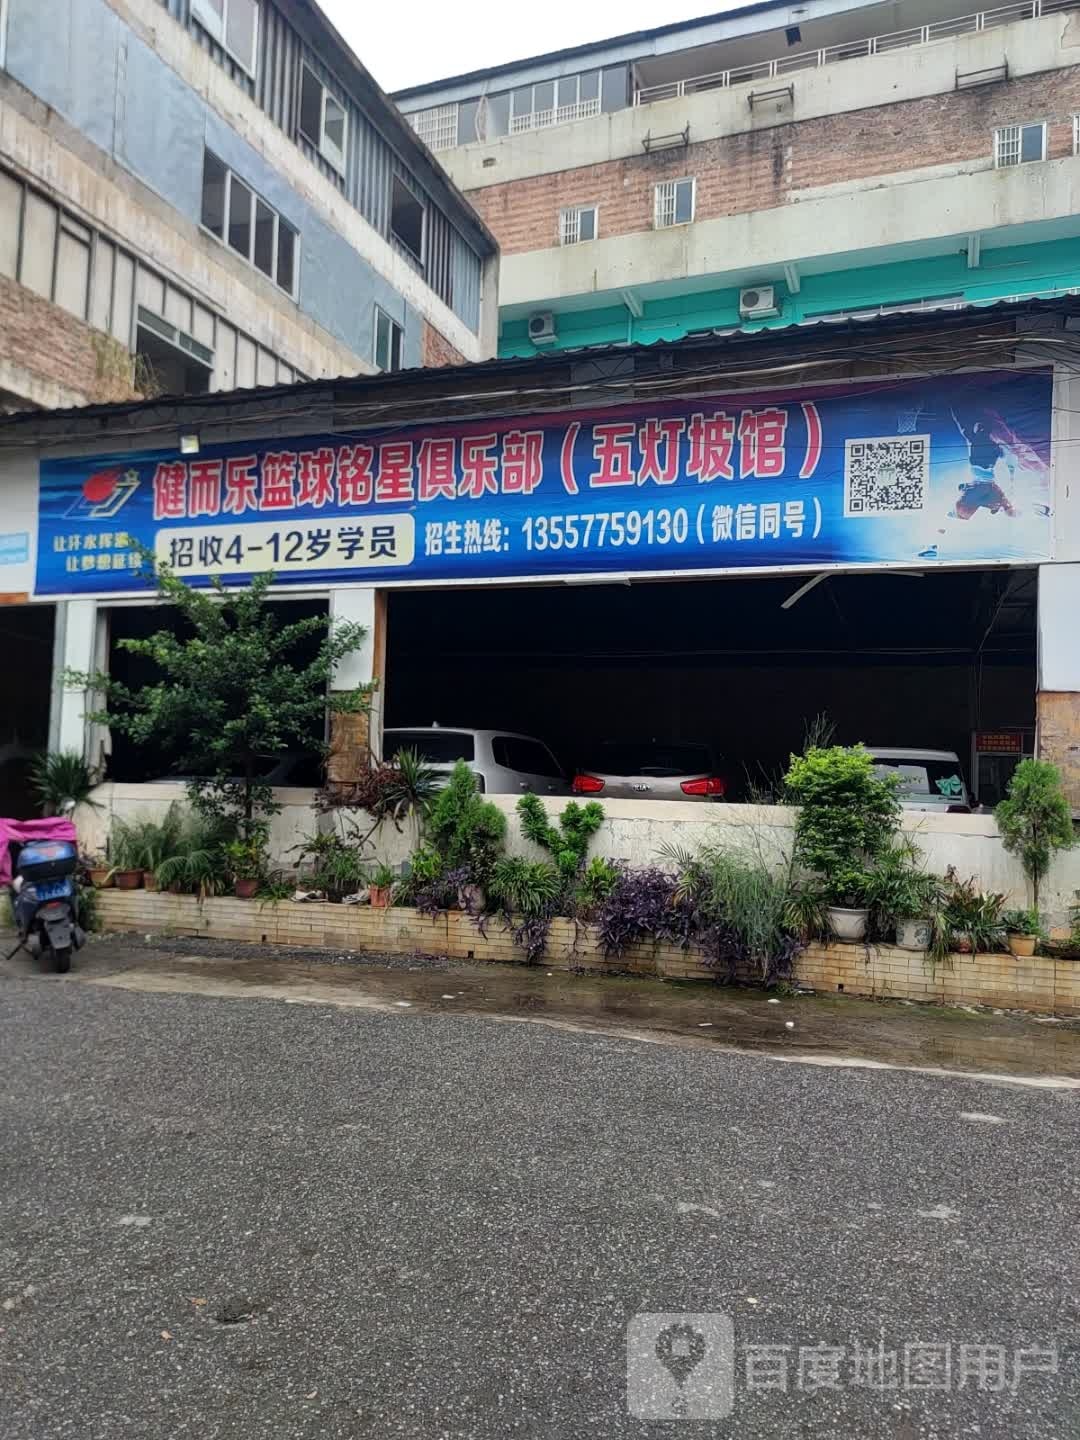 健而乐篮球铭星俱乐部（五灯坡馆）
让汗水挥洒
让梦想延续
招收4-12岁学员
招生热线：13557759130（微信同号）
百度地图用户